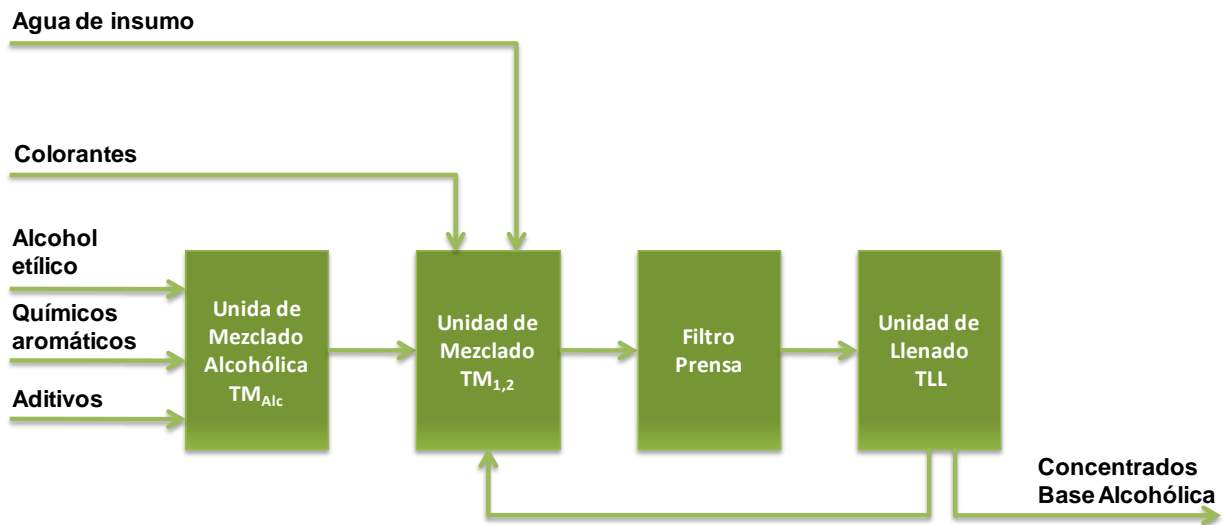 Agua de insumo
Colorantes
Alcohol
etílico
Químicos
aromáticos
Aditivos
Unida de
Mezclado
Alcohólica
TMAlc
Unidad de
Mezclado
TM1,2
Filtro
Prensa
Unidad de
Llenado
TLL
Concentrados
Base Alcohólica